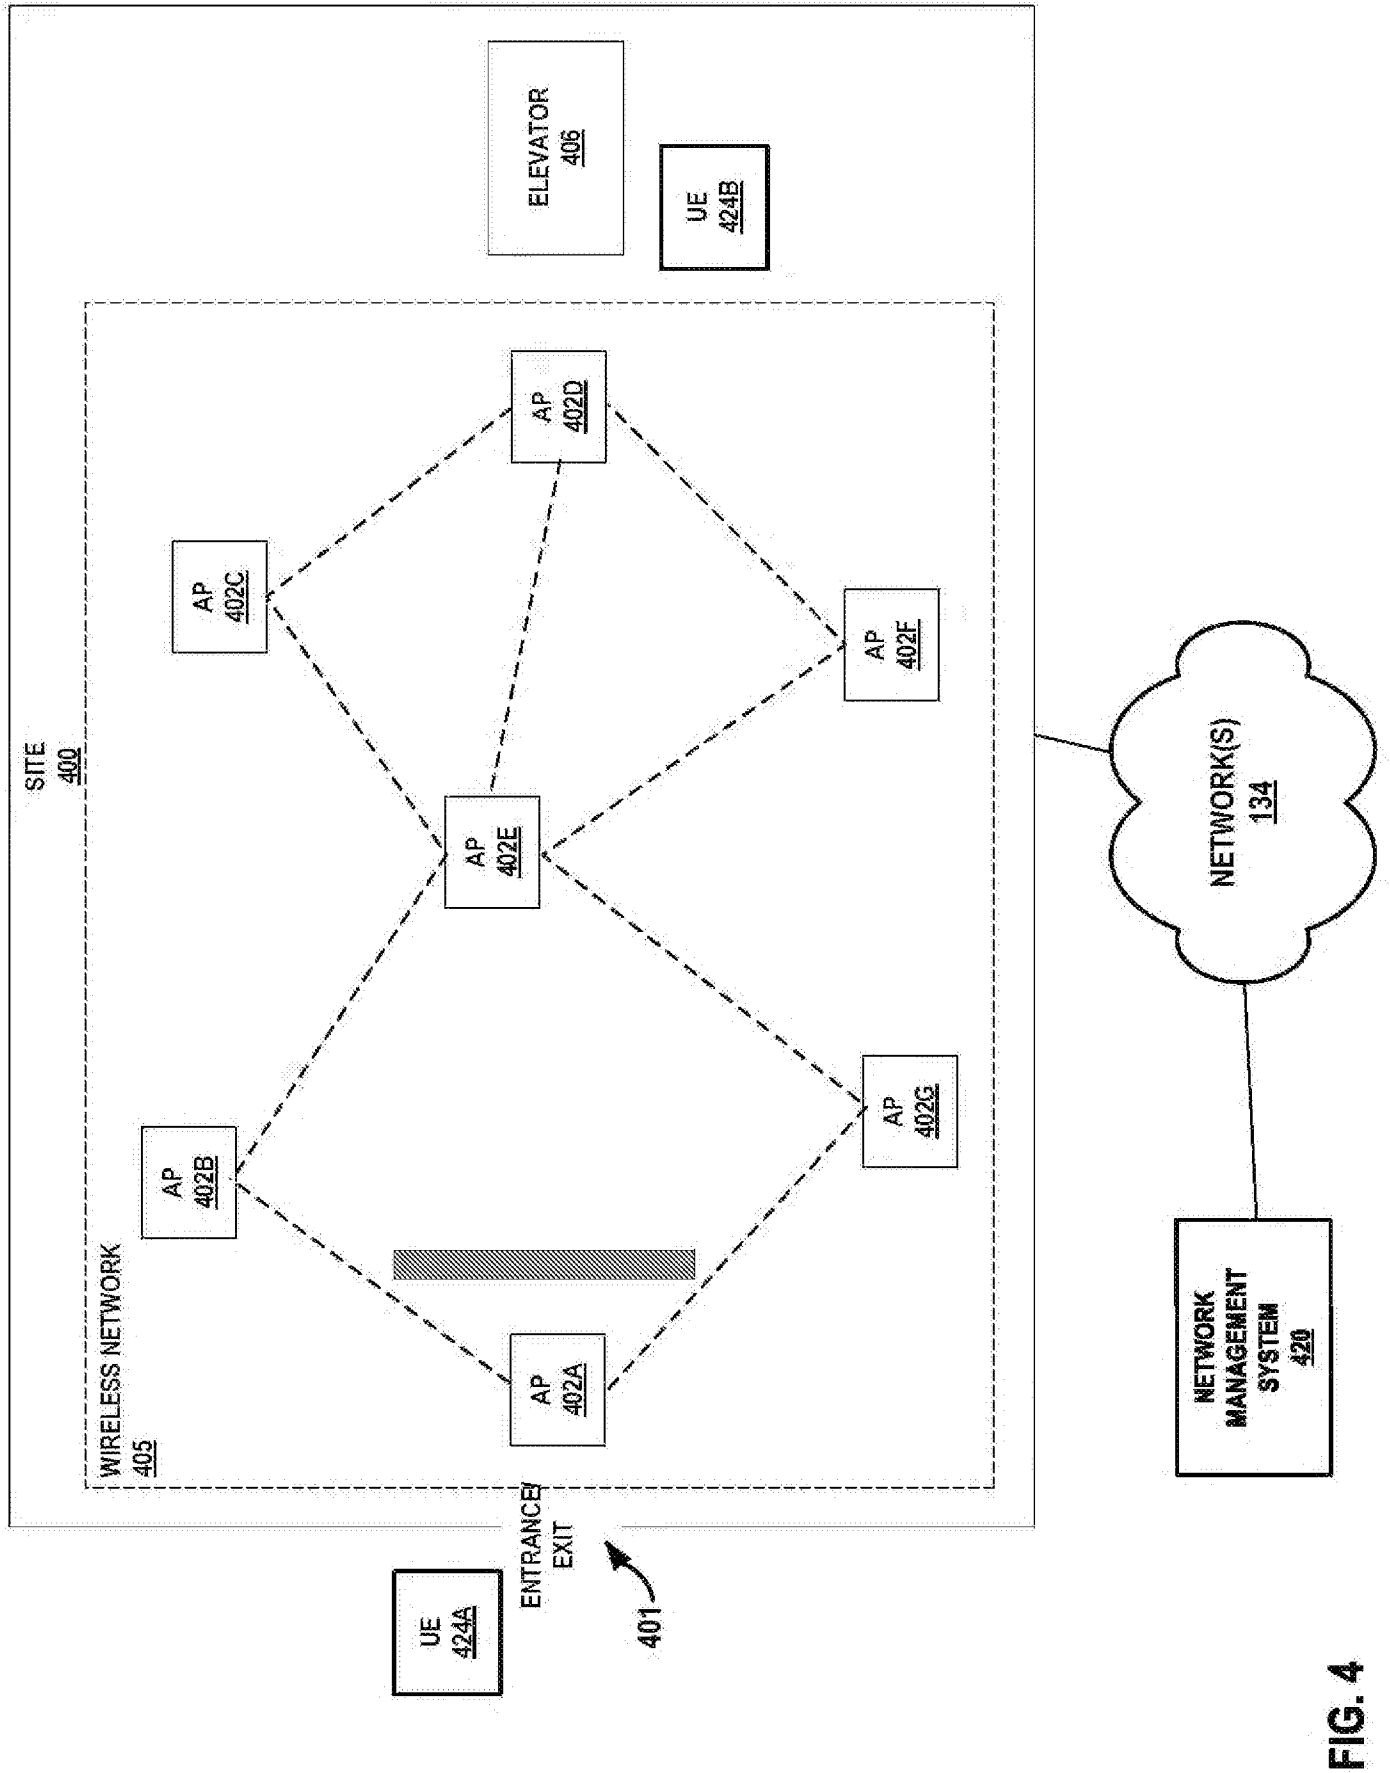 SITE
400
WIRELESS NETWORK
405
AP
402B
AP
402C
AP
402A
AP
402E
AP
402D
AP
402G
AP
402F
ELEVATOR
406
UE
424B
UE
424A
ENTRANCE/
EXIT
401
NETWORK(S)
134
NETWORK
MANAGEMENT
SYSTEM
420
FIG. 4